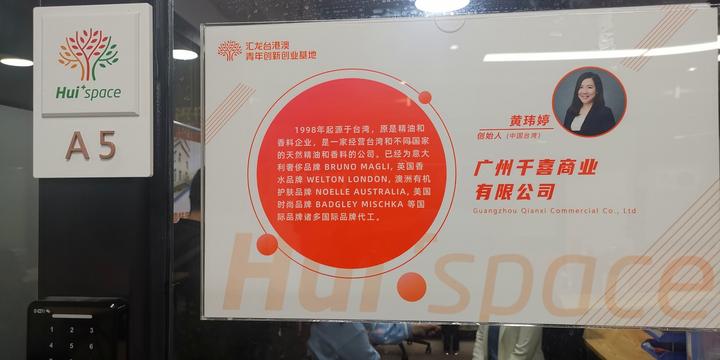 Hui+space
A5
汇龙台港澳
青年创新创业基地
1998年起源于台湾,原是精油和
香料企业,是一家经营台湾和不同国家
的天然精油和香料的公司。已经为意大
利奢侈品牌 BRUNO MAGLI, 英国香
水品牌 WELTON LONDON, 澳洲有机
护肤品牌 NOELLE AUSTRALIA, 美国
时尚品牌 BADGLEY MISCHKA 等国
际品牌诸多国际品牌代工。
黄玮婷
创始人 (中国台湾)
广州千喜商业
有限公司
Guangzhou Qianxi Commercial Co., Ltd
Hui+space
1 2 3
4 5 6